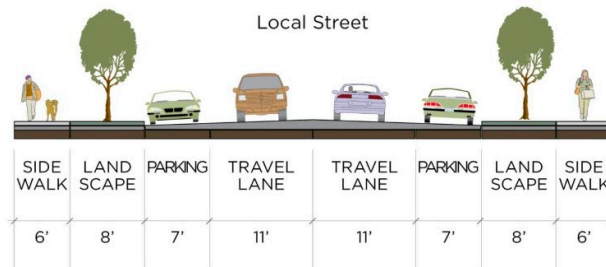 Local Street
SIDE WALK
LAND SCAPE
PARKING
TRAVEL LANE
TRAVEL LANE
PARKING
LAND SCAPE
SIDE WALK
6' 8' 7' 11' 11' 7' 8' 6'